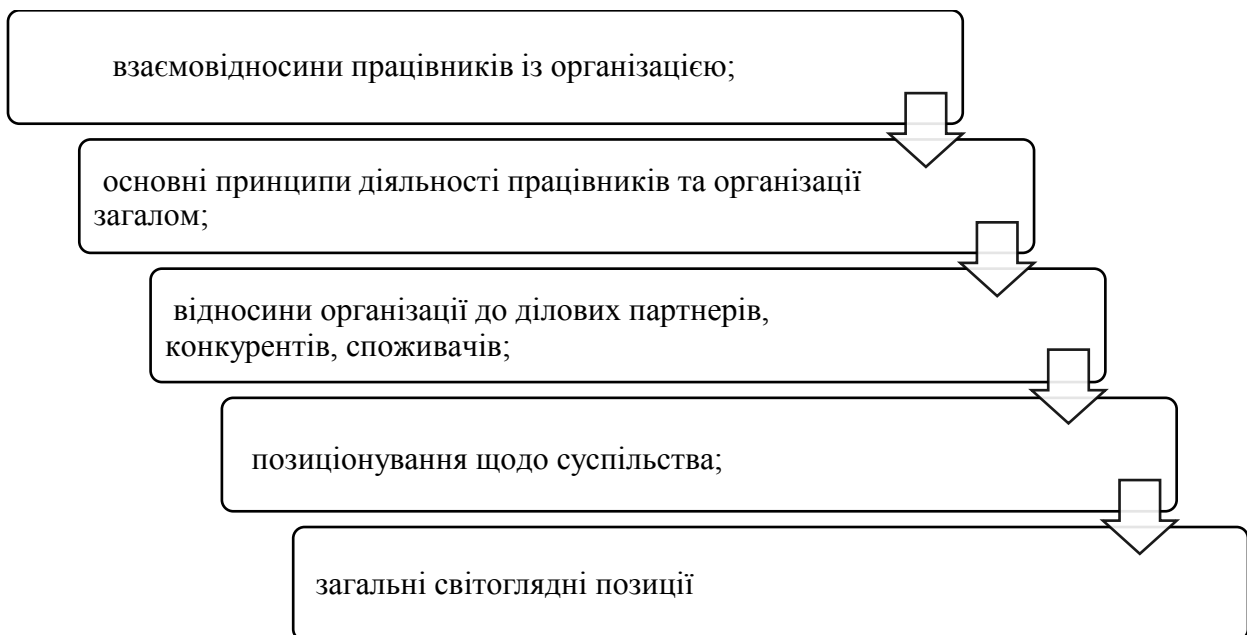 взаємовідносини працівників із організацією;
основні принципи діяльності працівників та організації
загалом;
відносини організації до ділових партнерів,
конкурентів, споживачів;
позиціонування щодо суспільства;
загальні світоглядні позиції